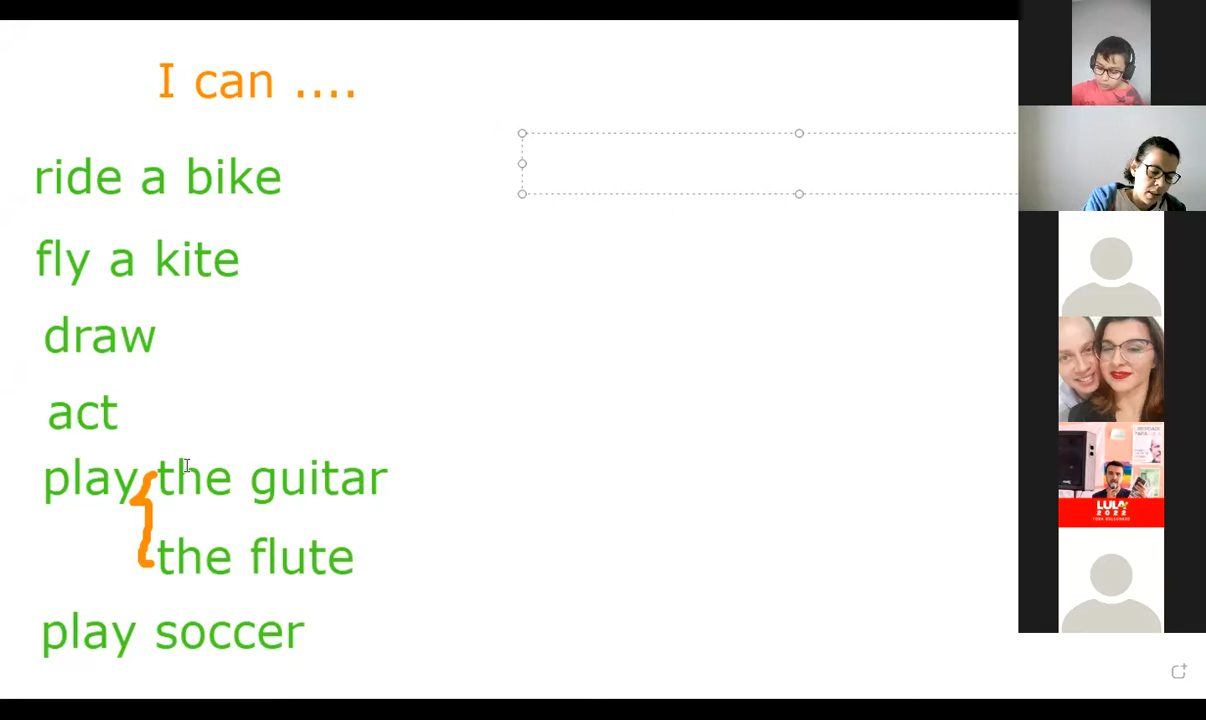 I can ....
ride a bike
fly a kite
draw
act
play the guitar
the flute
play soccer
LULA
2022